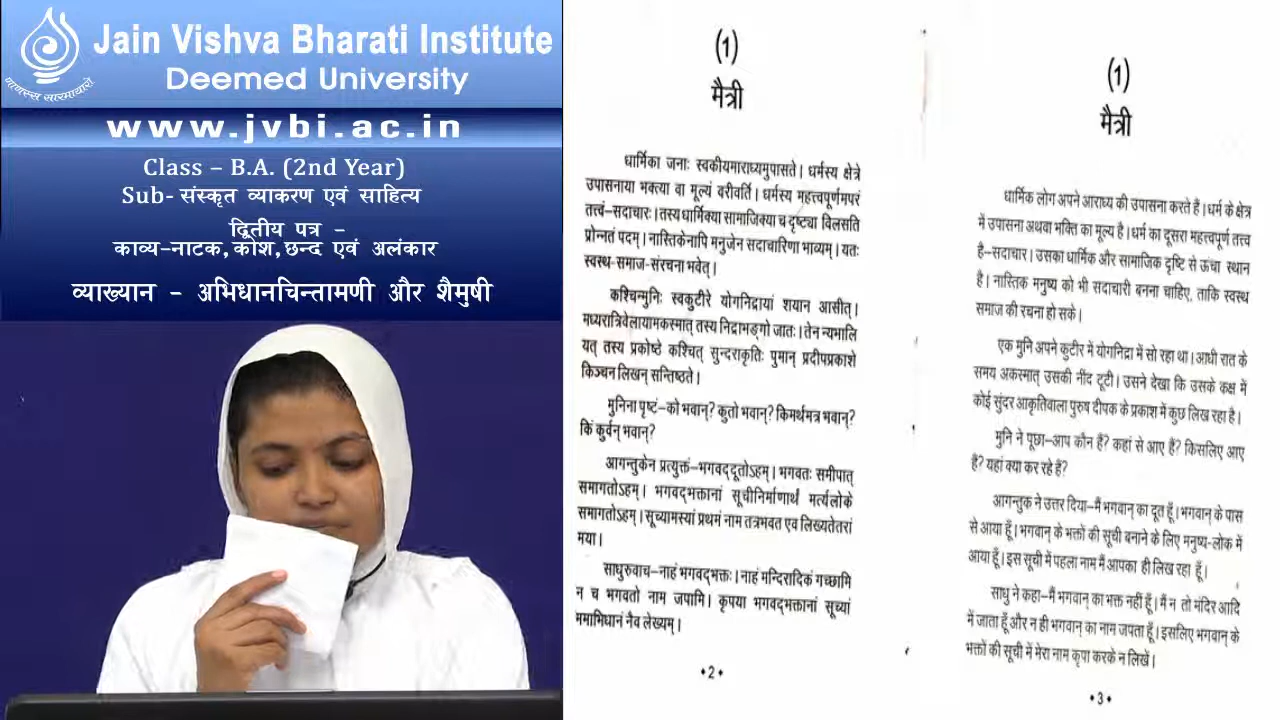 Jain Vishva Bharati Institute
Deemed University
णाणस्स सारमायारो
www.jvbi.ac.in
Class – B.A. (2nd Year)
Sub- संस्कृत व्याकरण एवं साहित्य
द्वितीय पत्र –
काव्य-नाटक, कोश, छन्द एवं अलंकार
व्याख्यान – अभिधानचिन्तामणी और शैमुषी
(1)
मैत्री
धार्मिका जनाः स्वकीयमाराध्यमुपासते। धर्मस्य क्षेत्रे
उपासनाया भक्त्या वा मूल्यं वरीवर्ति। धर्मस्य महत्त्वपूर्णमपरं
तत्त्वं–सदाचारः। तस्य धार्मिक्या सामाजिक्या च दृष्ट्या विलसति
प्रोन्नतं पदम्। नास्तिकेनापि मनुजेन सदाचारिणा भाव्यम्। यतः
स्वस्थ-समाज-संरचना भवेत्।
कश्चिन्मुनिः स्वकुटीरे योगनिद्रायां शयान आसीत्।
मध्यरात्रिवेलायामकस्मात् तस्य निद्राभङ्गो जातः। तेन न्यभालि
यत् तस्य प्रकोष्ठे कश्चित् सुन्दराकृतिः पुमान् प्रदीपप्रकाशे
किञ्चन लिखन् सन्तिष्ठते।
मुनिना पृष्टं–को भवान्? कुतो भवान्? किमर्थमत्र भवान्?
किं कुर्वन् भवान्?
आगन्तुकेन प्रत्युक्तं–भगवद्दूतोऽहम्। भगवतः समीपात्
समागतोऽहम्। भगवद्भक्तानां सूचीनिर्माणार्थं मर्त्यलोके
समागतोऽहम्। सूच्यामस्यां प्रथमं नाम तत्रभवत एव लिख्यतेतरां
मया।
साधुरुवाच–नाहं भगवद्भक्तः। नाहं मन्दिरादिकं गच्छामि
न च भगवतो नाम जपामि। कृपया भगवद्भक्तानां सूच्यां
ममाभिधानं नैव लेख्यम्।
•2•
(1)
मैत्री
धार्मिक लोग अपने आराध्य की उपासना करते हैं। धर्म के क्षेत्र
में उपासना अथवा भक्ति का मूल्य है। धर्म का दूसरा महत्त्वपूर्ण तत्त्व
है–सदाचार। उसका धार्मिक और सामाजिक दृष्टि से ऊंचा स्थान
है। नास्तिक मनुष्य को भी सदाचारी बनना चाहिए, ताकि स्वस्थ
समाज की रचना हो सके।
एक मुनि अपने कुटीर में योगनिद्रा में सो रहा था। आधी रात के
समय अकस्मात् उसकी नींद टूटी। उसने देखा कि उसके कक्ष में
कोई सुंदर आकृतिवाला पुरुष दीपक के प्रकाश में कुछ लिख रहा है।
मुनि ने पूछा–आप कौन हैं? कहां से आए हैं? किसलिए आए
हैं? यहां क्या कर रहे हैं?
आगन्तुक ने उत्तर दिया–मैं भगवान् का दूत हूँ। भगवान् के पास
से आया हूँ। भगवान् के भक्तों की सूची बनाने के लिए मनुष्य-लोक में
आया हूँ। इस सूची में पहला नाम मैं आपका ही लिख रहा हूँ।
साधु ने कहा–मैं भगवान् का भक्त नहीं हूँ। मैं न तो मंदिर आदि
में जाता हूँ और न ही भगवान् का नाम जपता हूँ। इसलिए भगवान् के
भक्तों की सूची में मेरा नाम कृपा करके न लिखें।
•3•